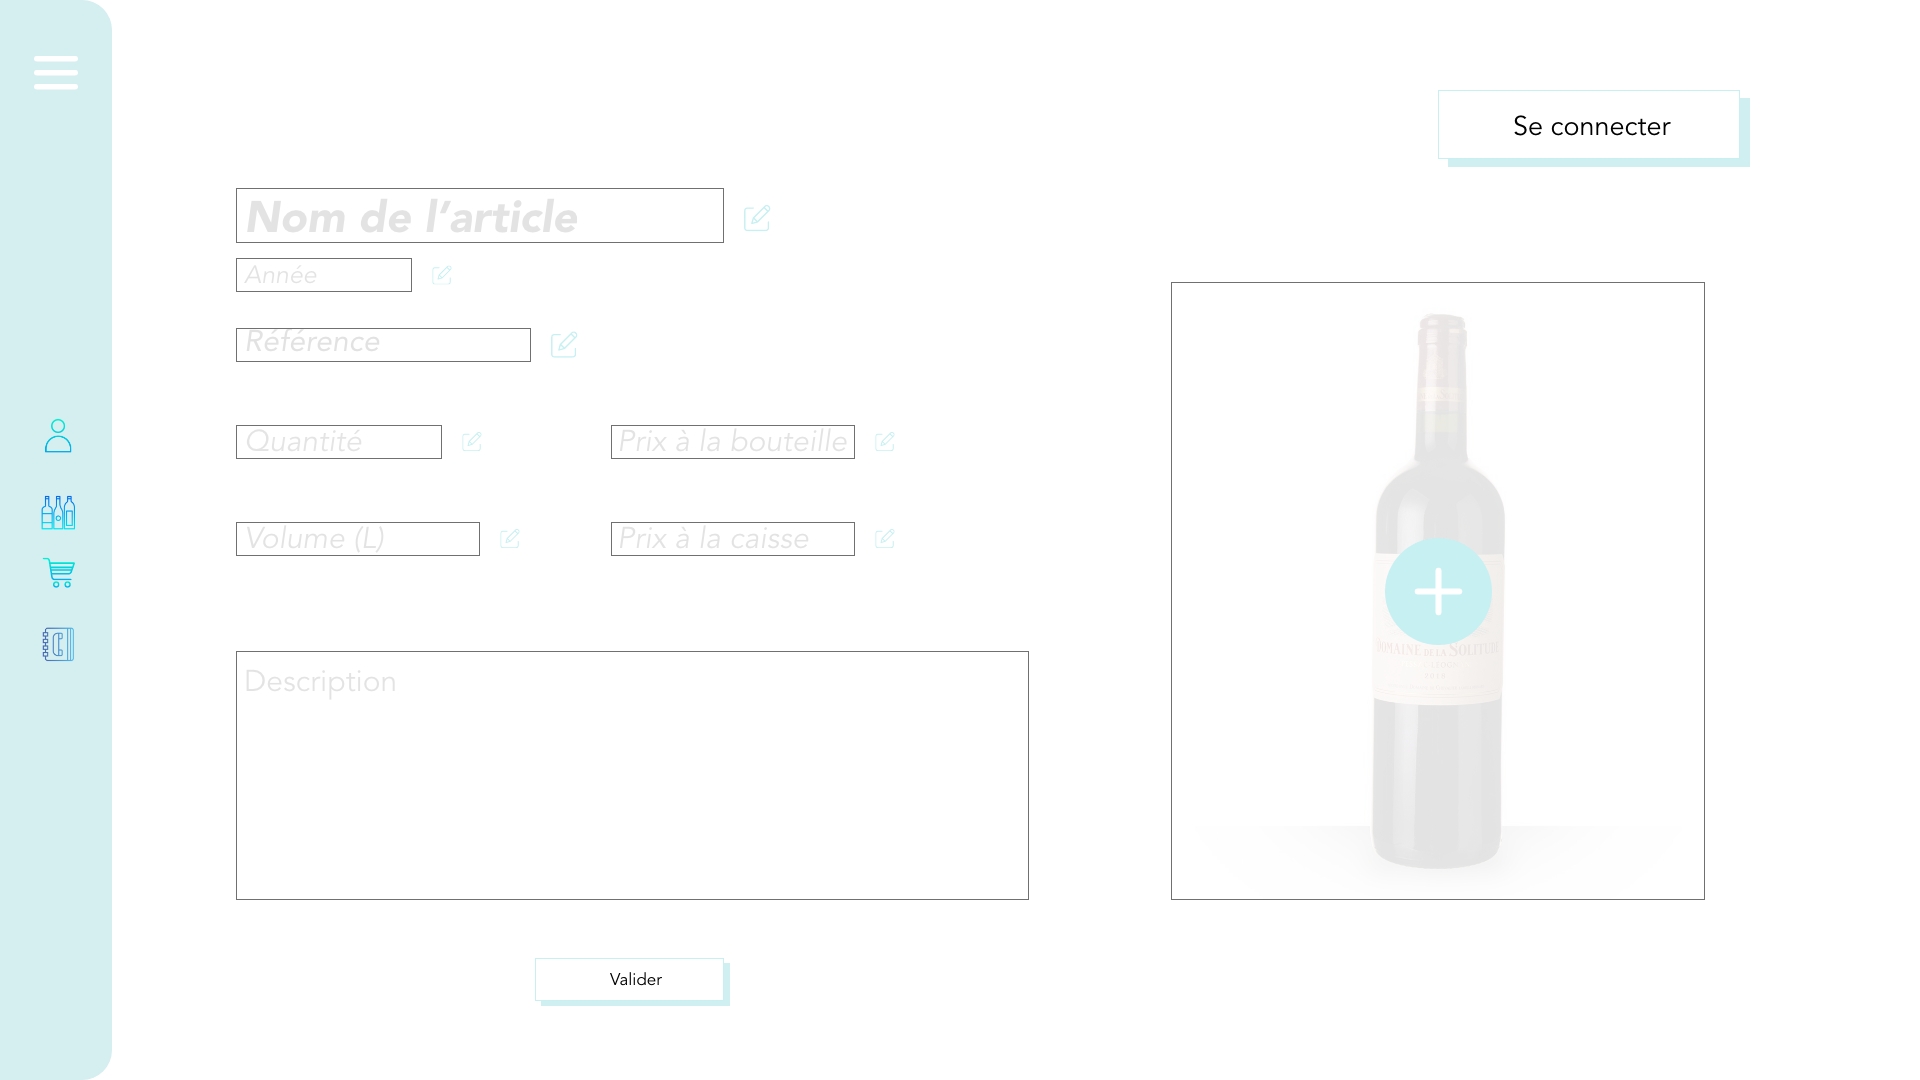 Se connecter
Nom de l’article
Année
Référence
Quantité
Prix à la bouteille
Volume (L)
Prix à la caisse
Description
DOMAINE DE LA SOLITUDE
Valider